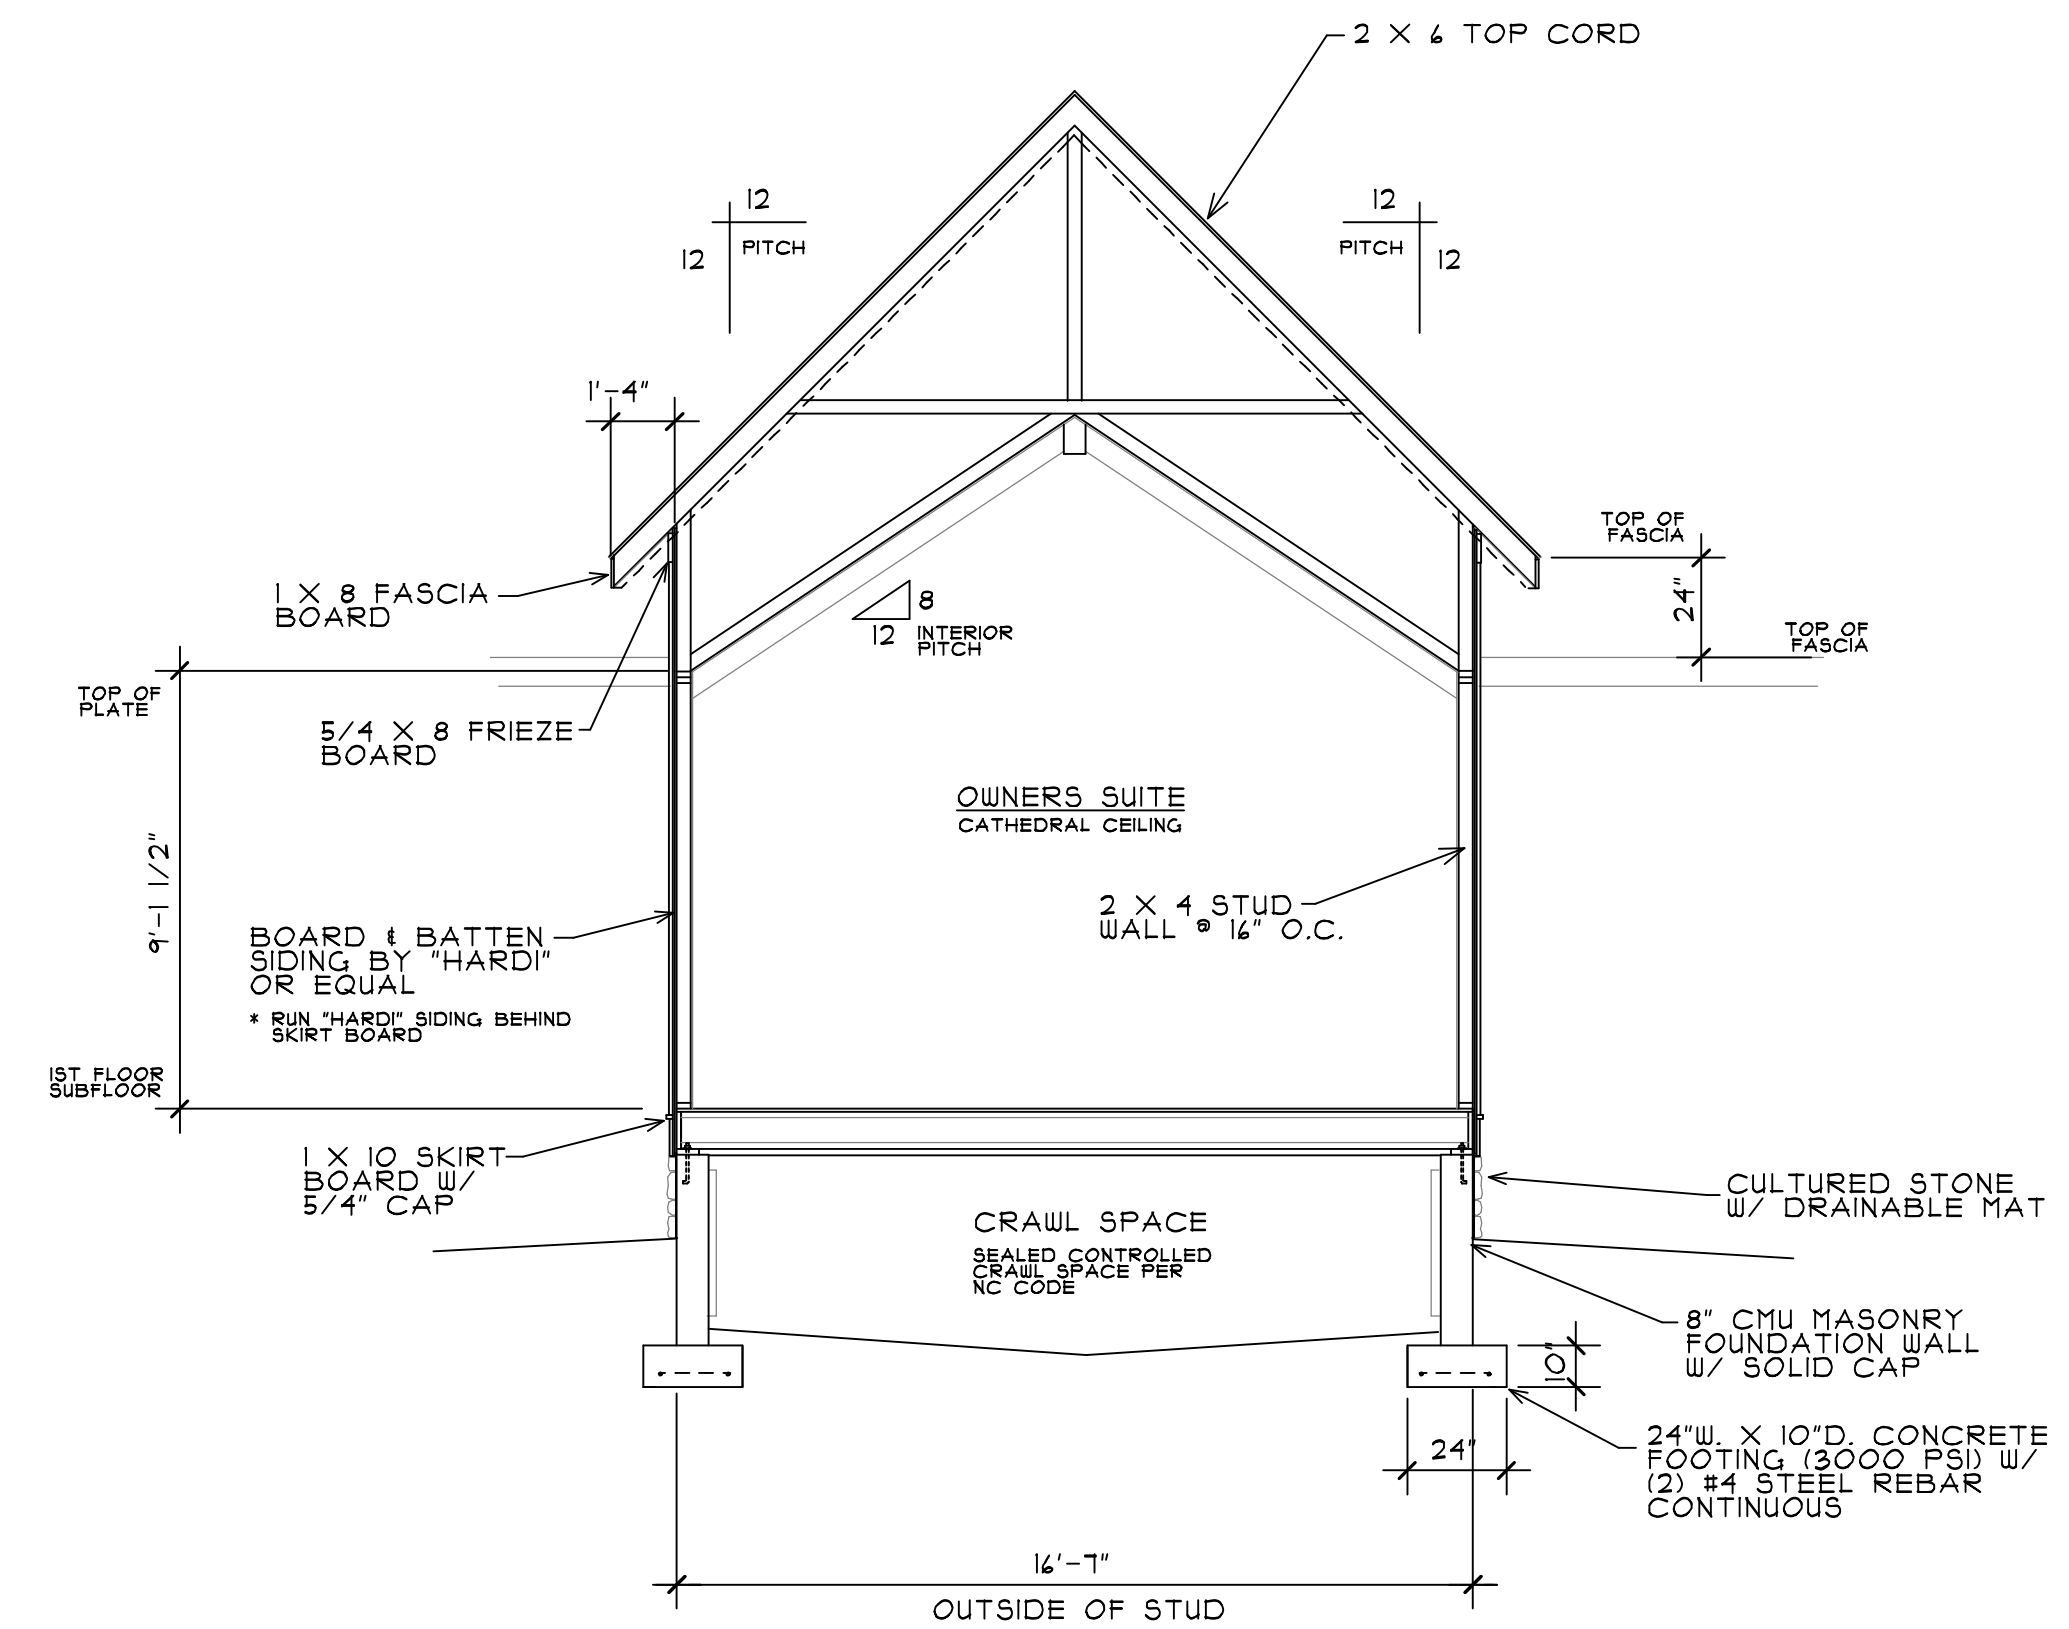 2 X 6 TOP CORD
12
PITCH
12
12
PITCH
12
1'-4"
TOP OF
FASCIA
24"
TOP OF
FASCIA
1 X 8 FASCIA
BOARD
8
12
INTERIOR
PITCH
TOP OF
PLATE
5/4 X 8 FRIEZE
BOARD
OWNERS SUITE
CATHEDRAL CEILING
9'-1 1/2"
2 X 4 STUD
WALL @ 16" O.C.
BOARD & BATTEN
SIDING BY "HARDI"
OR EQUAL
* RUN "HARDI" SIDING BEHIND
SKIRT BOARD
1ST FLOOR
SUBFLOOR
1 X 10 SKIRT
BOARD W/
5/4" CAP
CULTURED STONE
W/ DRAINABLE MAT
CRAWL SPACE
SEALED CONTROLLED
CRAWL SPACE PER
NC CODE
8" CMU MASONRY
FOUNDATION WALL
W/ SOLID CAP
10"
24"
24"W. X 10"D. CONCRETE
FOOTING (3000 PSI) W/
(2) #4 STEEL REBAR
CONTINUOUS
16'-7"
OUTSIDE OF STUD